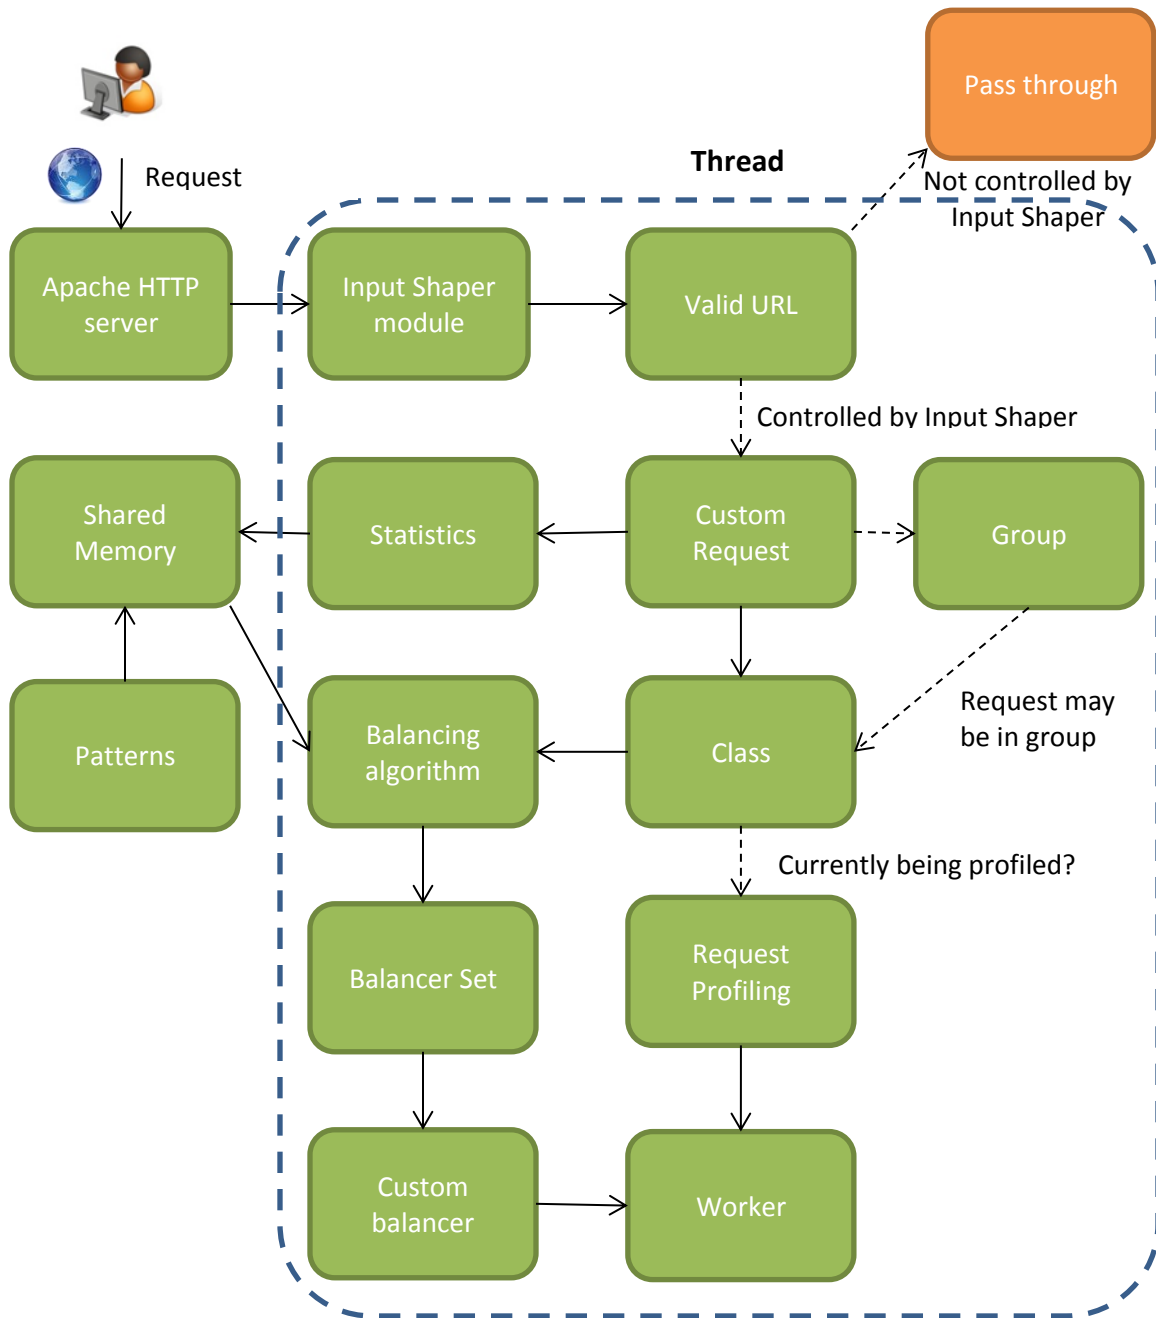 Pass through
Thread
Request
Not controlled by
Input Shaper
Apache HTTP
server
Input Shaper
module
Valid URL
Controlled by Input Shaper
Shared
Memory
Statistics
Custom
Request
Group
Request may
be in group
Patterns
Balancing
algorithm
Class
Currently being profiled?
Balancer Set
Request
Profiling
Custom
balancer
Worker